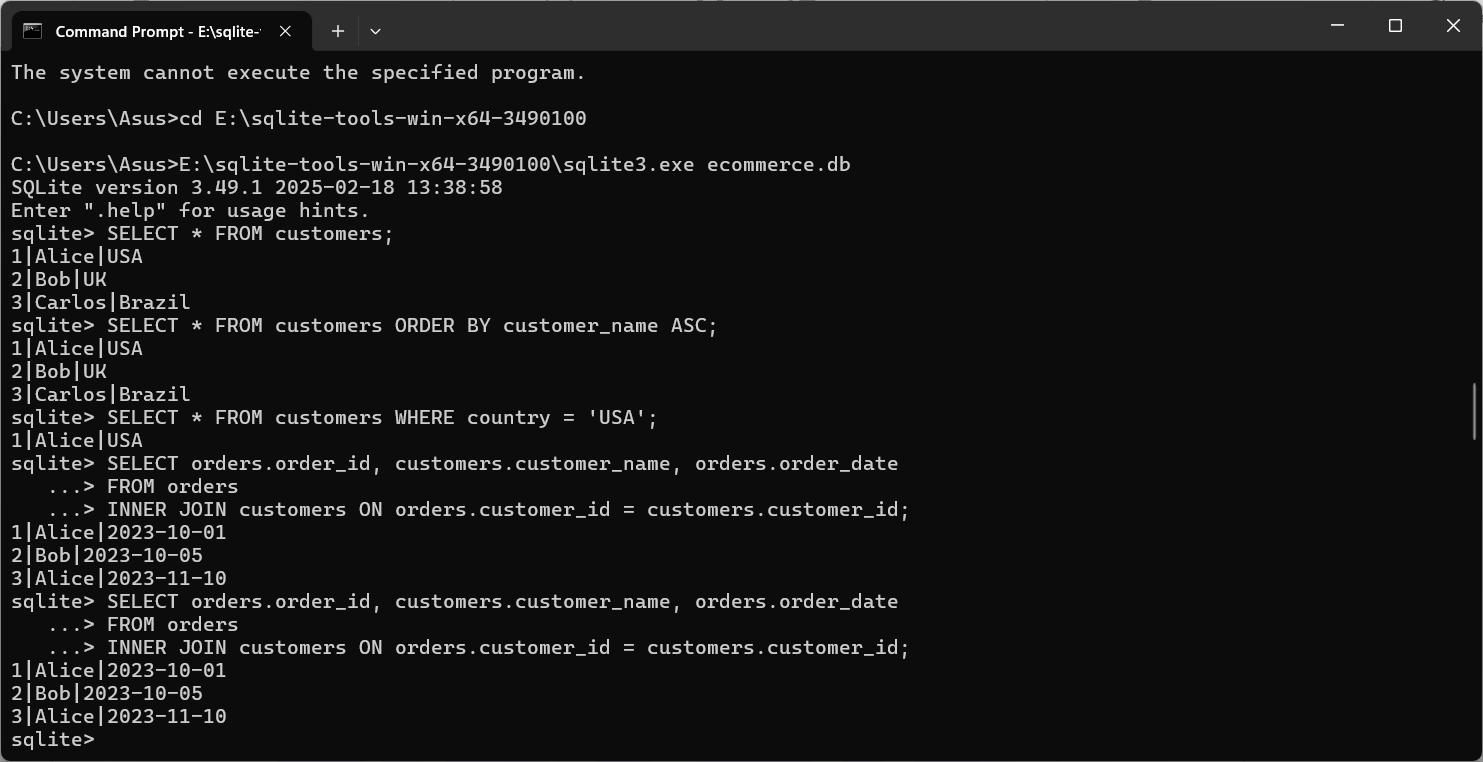 Command Prompt - E:\sqlite-
The system cannot execute the specified program.
C:\Users\Asus>cd E:\sqlite-tools-win-x64-3490100
C:\Users\Asus>E:\sqlite-tools-win-x64-3490100\sqlite3.exe ecommerce.db
SQLite version 3.49.1 2025-02-18 13:38:58
Enter ".help" for usage hints.
sqlite> SELECT * FROM customers;
1|Alice|USA
2|Bob|UK
3|Carlos|Brazil
sqlite> SELECT * FROM customers ORDER BY customer_name ASC;
1|Alice|USA
2|Bob|UK
3|Carlos|Brazil
sqlite> SELECT * FROM customers WHERE country = 'USA';
1|Alice|USA
sqlite> SELECT orders.order_id, customers.customer_name, orders.order_date
   ...> FROM orders
   ...> INNER JOIN customers ON orders.customer_id = customers.customer_id;
1|Alice|2023-10-01
2|Bob|2023-10-05
3|Alice|2023-11-10
sqlite> SELECT orders.order_id, customers.customer_name, orders.order_date
   ...> FROM orders
   ...> INNER JOIN customers ON orders.customer_id = customers.customer_id;
1|Alice|2023-10-01
2|Bob|2023-10-05
3|Alice|2023-11-10
sqlite>